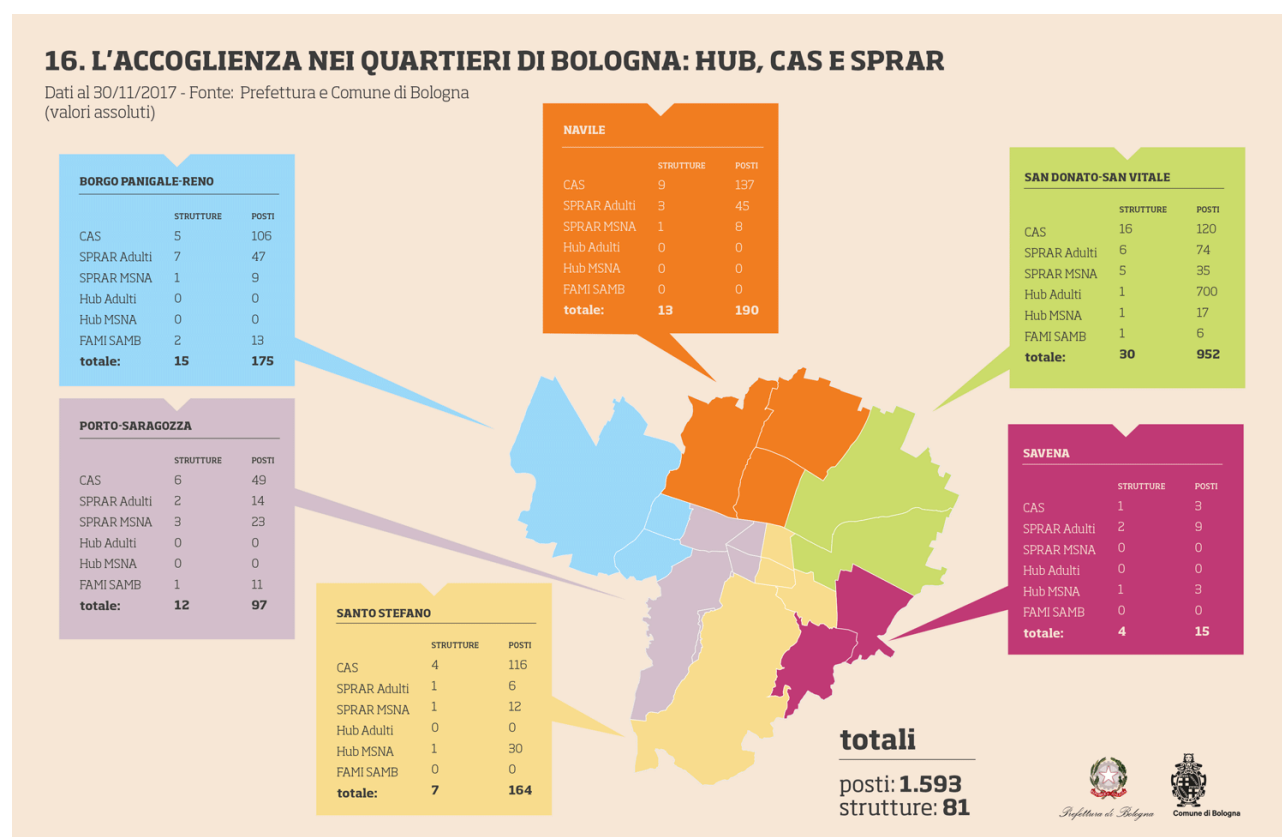 16. L'ACCOGLIENZA NEI QUARTIERI DI BOLOGNA: HUB, CAS E SPRAR
Dati al 30/11/2017 - Fonte: Prefettura e Comune di Bologna
(valori assoluti)
BORGO PANIGALE-RENO
STRUTTURE POSTI
CAS 5 106
SPRAR Adulti 7 47
SPRAR MSNA 1 9
Hub Adulti 0 0
Hub MSNA 0 0
FAMI SAMB 2 13
totale: 15 175
NAVILE
STRUTTURE POSTI
CAS 9 137
SPRAR Adulti 3 45
SPRAR MSNA 1 8
Hub Adulti 0 0
Hub MSNA 0 0
FAMI SAMB 0 0
totale: 13 190
SAN DONATO-SAN VITALE
STRUTTURE POSTI
CAS 16 120
SPRAR Adulti 6 74
SPRAR MSNA 5 35
Hub Adulti 1 700
Hub MSNA 1 17
FAMI SAMB 1 6
totale: 30 952
PORTO-SARAGOZZA
STRUTTURE POSTI
CAS 6 49
SPRAR Adulti 2 14
SPRAR MSNA 3 23
Hub Adulti 0 0
Hub MSNA 0 0
FAMI SAMB 1 11
totale: 12 97
SAVENA
STRUTTURE POSTI
CAS 1 3
SPRAR Adulti 2 9
SPRAR MSNA 0 0
Hub Adulti 0 0
Hub MSNA 1 3
FAMI SAMB 0 0
totale: 4 15
SANTO STEFANO
STRUTTURE POSTI
CAS 4 116
SPRAR Adulti 1 6
SPRAR MSNA 1 12
Hub Adulti 0 0
Hub MSNA 1 30
FAMI SAMB 0 0
totale: 7 164
totali
posti: 1.593
strutture: 81
Prefettura di Bologna
Comune di Bologna